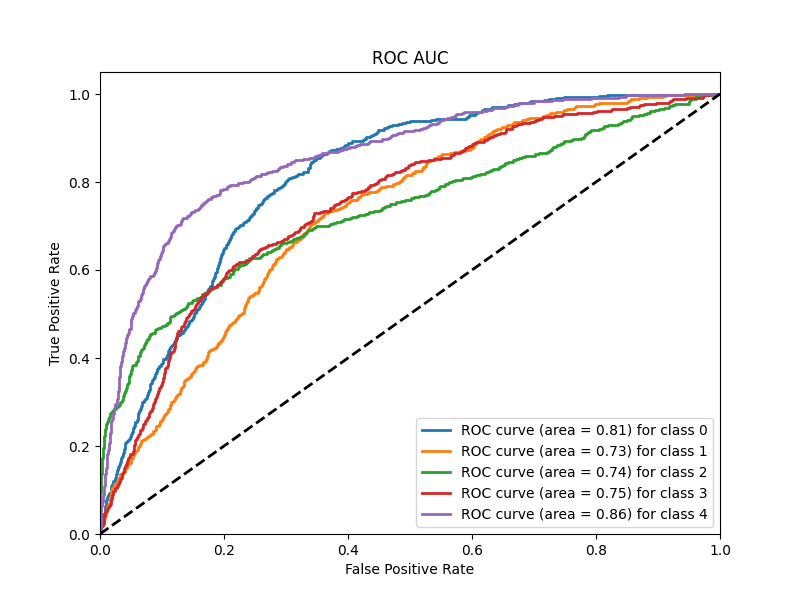 ROC AUC
True Positive Rate
1.0
0.8
0.6
0.4
0.2
0.0
ROC curve (area = 0.81) for class 0
ROC curve (area = 0.73) for class 1
ROC curve (area = 0.74) for class 2
ROC curve (area = 0.75) for class 3
ROC curve (area = 0.86) for class 4
0.0 0.2 0.4 0.6 0.8 1.0
False Positive Rate